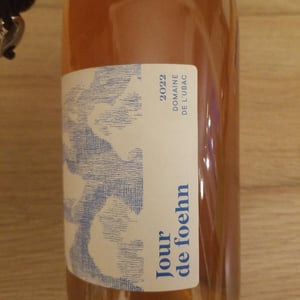 2022
DOMAINE
DE L'UBAC
Jour
de foehn